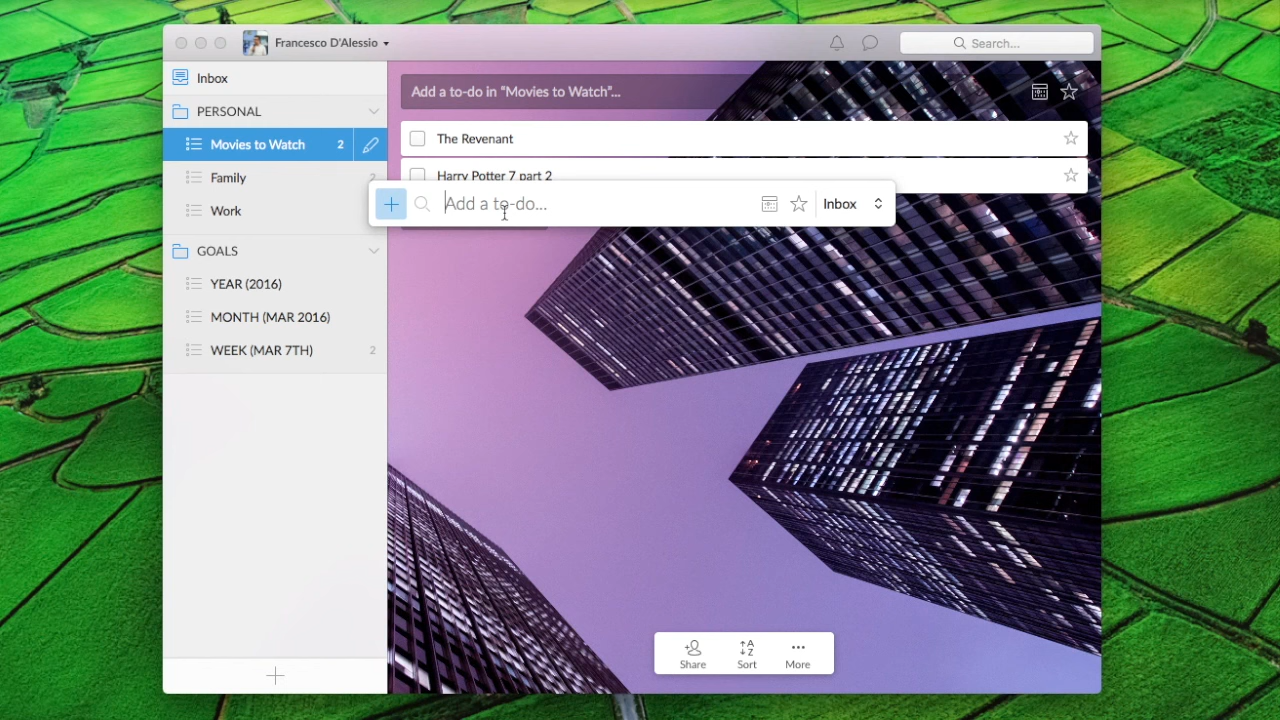 Francesco D'Alessio
Search...
Inbox
PERSONAL
Movies to Watch 2
Family 2
Work
GOALS
YEAR (2016)
MONTH (MAR 2016)
WEEK (MAR 7TH) 2
Add a to-do in "Movies to Watch"...
The Revenant
Harry Potter 7 part 2
Add a to-do...
Inbox
Share
Sort
More